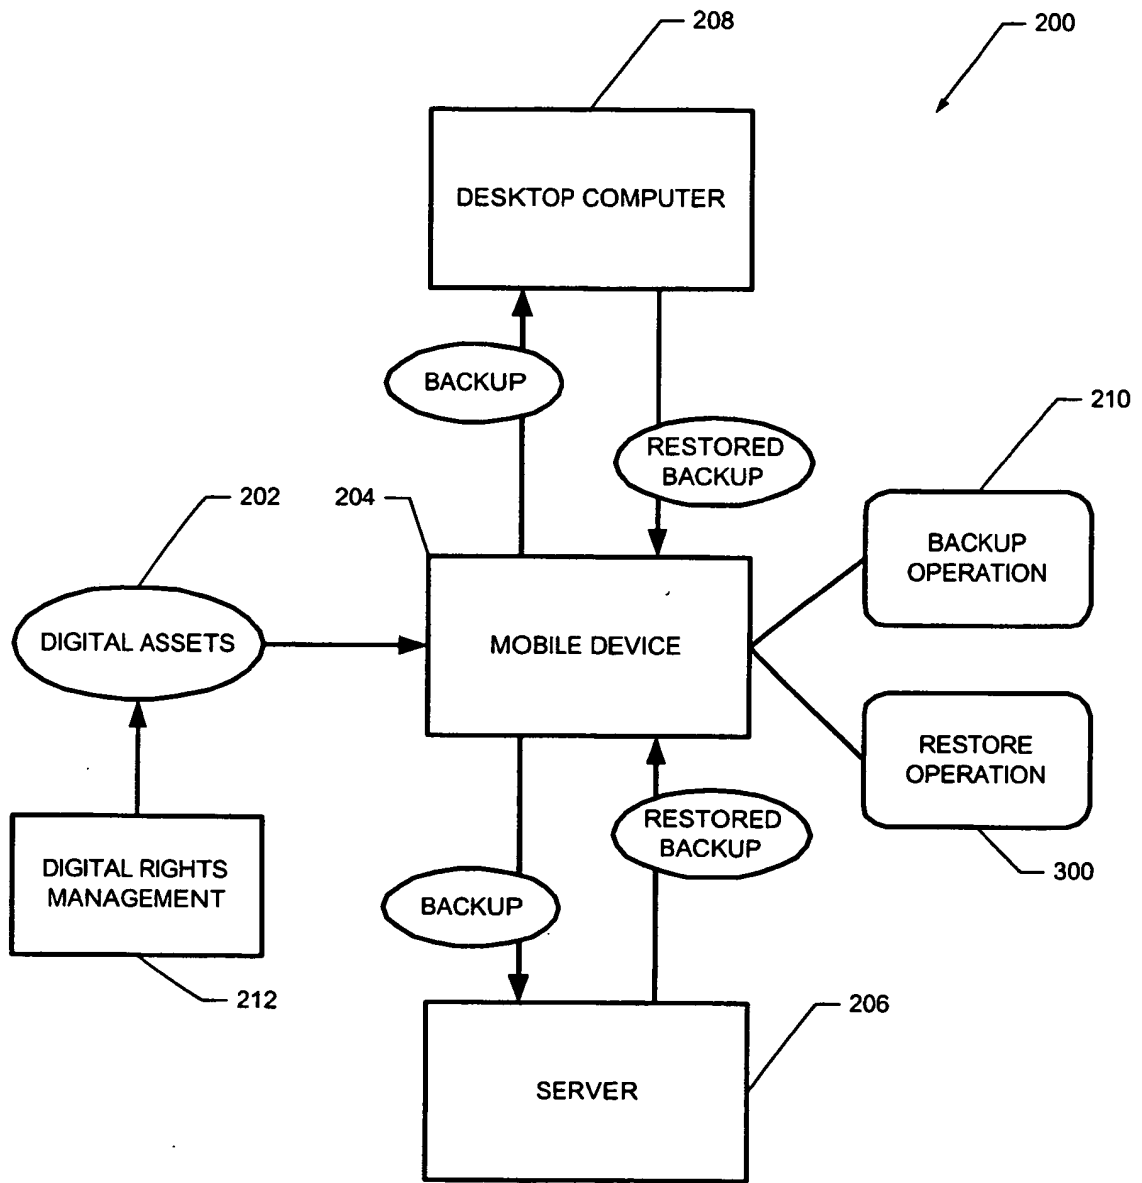 208
200
DESKTOP COMPUTER
BACKUP
RESTORED
BACKUP
210
202
204
BACKUP
OPERATION
DIGITAL ASSETS
MOBILE DEVICE
RESTORE
OPERATION
RESTORED
BACKUP
DIGITAL RIGHTS
MANAGEMENT
300
BACKUP
212
206
SERVER